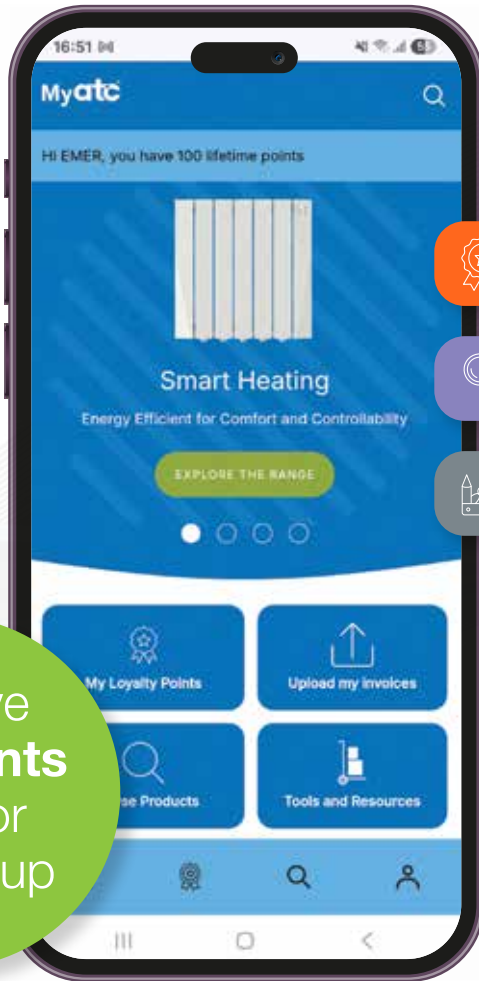 16:51
Myatc
Hi EMER, you have 100 lifetime points
Smart Heating
Energy Efficient for Comfort and Controllability
EXPLORE THE RANGE
My Loyalty Points
Upload my invoices
se Products
Tools and Resources
ve
nts
or
up